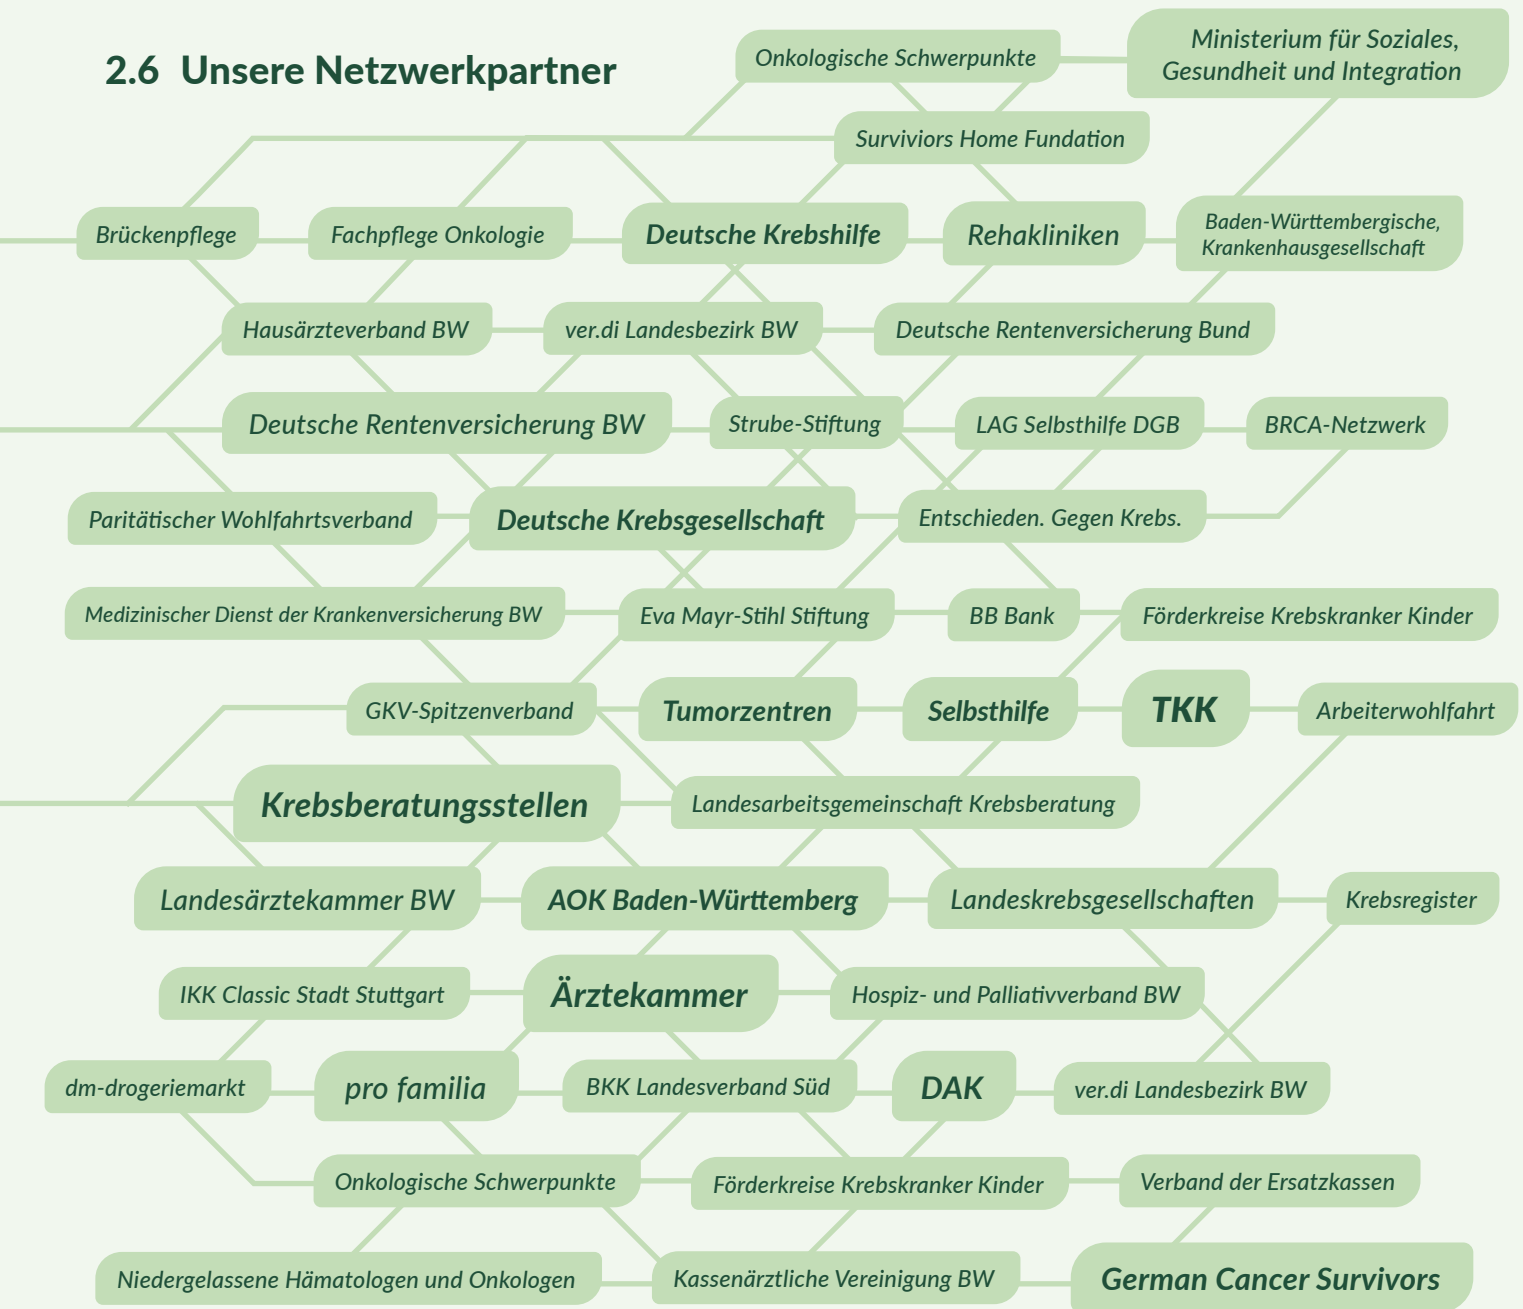 2.6 Unsere Netzwerkpartner
Onkologische Schwerpunkte
Ministerium für Soziales,
Gesundheit und Integration
Surviviors Home Fundation
Brückenpflege
Fachpflege Onkologie
Deutsche Krebshilfe
Rehakliniken
Baden-Württembergische,
Krankenhausgesellschaft
Hausärzteverband BW
ver.di Landesbezirk BW
Deutsche Rentenversicherung Bund
Deutsche Rentenversicherung BW
Strube-Stiftung
LAG Selbsthilfe DGB
BRCA-Netzwerk
Paritätischer Wohlfahrtsverband
Deutsche Krebsgesellschaft
Entschieden. Gegen Krebs.
Medizinischer Dienst der Krankenversicherung BW
Eva Mayr-Stihl Stiftung
BB Bank
Förderkreise Krebskranker Kinder
GKV-Spitzenverband
Tumorzentren
Selbsthilfe
TKK
Arbeiterwohlfahrt
Krebsberatungsstellen
Landesarbeitsgemeinschaft Krebsberatung
Landesärztekammer BW
AOK Baden-Württemberg
Landeskrebsgesellschaften
Krebsregister
IKK Classic Stadt Stuttgart
Ärztekammer
Hospiz- und Palliativverband BW
dm-drogeriemarkt
pro familia
BKK Landesverband Süd
DAK
ver.di Landesbezirk BW
Onkologische Schwerpunkte
Förderkreise Krebskranker Kinder
Verband der Ersatzkassen
Niedergelassene Hämatologen und Onkologen
Kassenärztliche Vereinigung BW
German Cancer Survivors